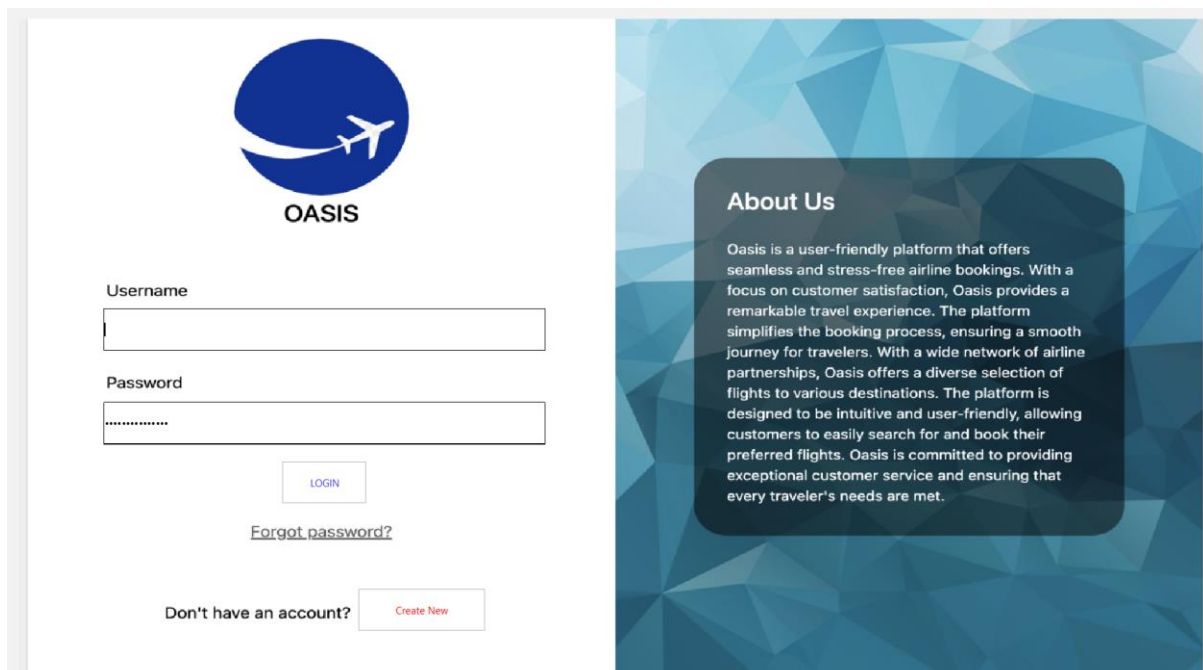 OASIS
Username
Password
...............
LOGIN
Forgot password?
Don't have an account? Create New
About Us
Oasis is a user-friendly platform that offers
seamless and stress-free airline bookings. With a
focus on customer satisfaction, Oasis provides a
remarkable travel experience. The platform
simplifies the booking process, ensuring a smooth
journey for travelers. With a wide network of airline
partnerships, Oasis offers a diverse selection of
flights to various destinations. The platform is
designed to be intuitive and user-friendly, allowing
customers to easily search for and book their
preferred flights. Oasis is committed to providing
exceptional customer service and ensuring that
every traveler's needs are met.